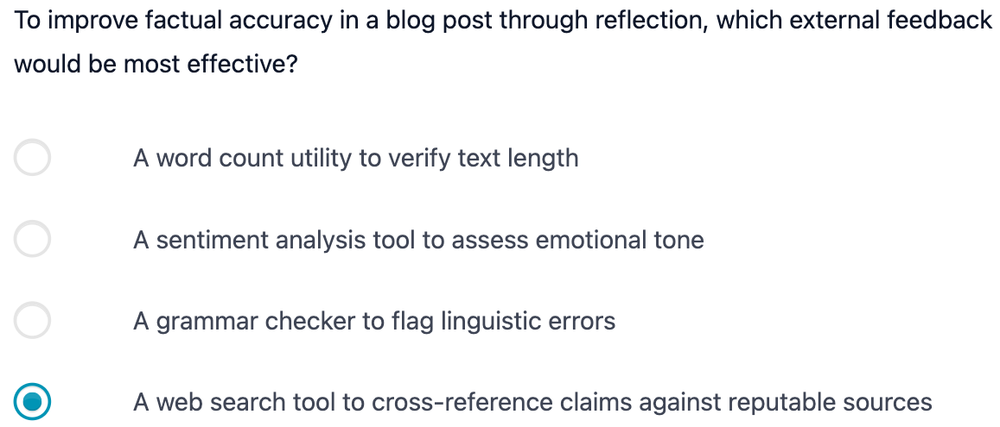 To improve factual accuracy in a blog post through reflection, which external feedback
would be most effective?
A word count utility to verify text length
A sentiment analysis tool to assess emotional tone
A grammar checker to flag linguistic errors
A web search tool to cross-reference claims against reputable sources